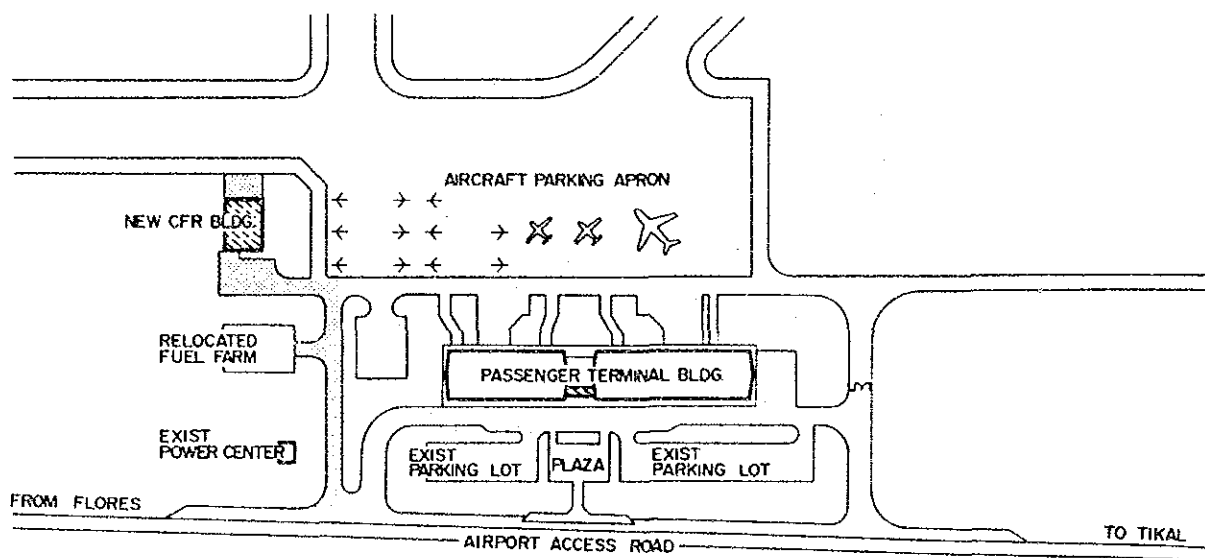 AIRCRAFT PARKING APRON
NEW CFR BLDG.
RELOCATED
FUEL FARM
PASSENGER TERMINAL BLDG.
EXIST
POWER CENTER
EXIST
PARKING LOT
PLAZA
EXIST
PARKING LOT
FROM FLORES
AIRPORT ACCESS ROAD
TO TIKAL